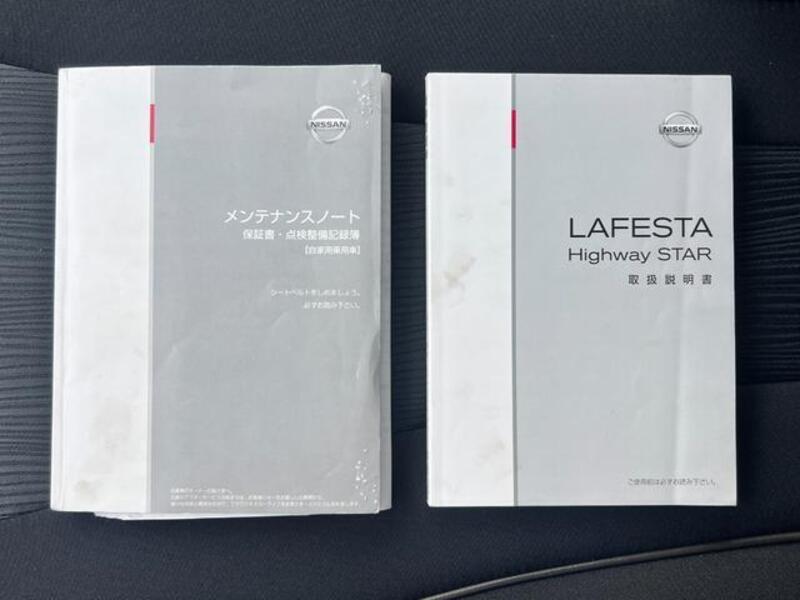 NISSAN
メンテナンスノート
保証書・点検整備記録簿
【自家用乗用車】
シートベルトをしめましょう。
必ずお読み下さい。
NISSAN
LAFESTA
Highway STAR
取扱説明書
ご使用前は必ずお読み下さい。